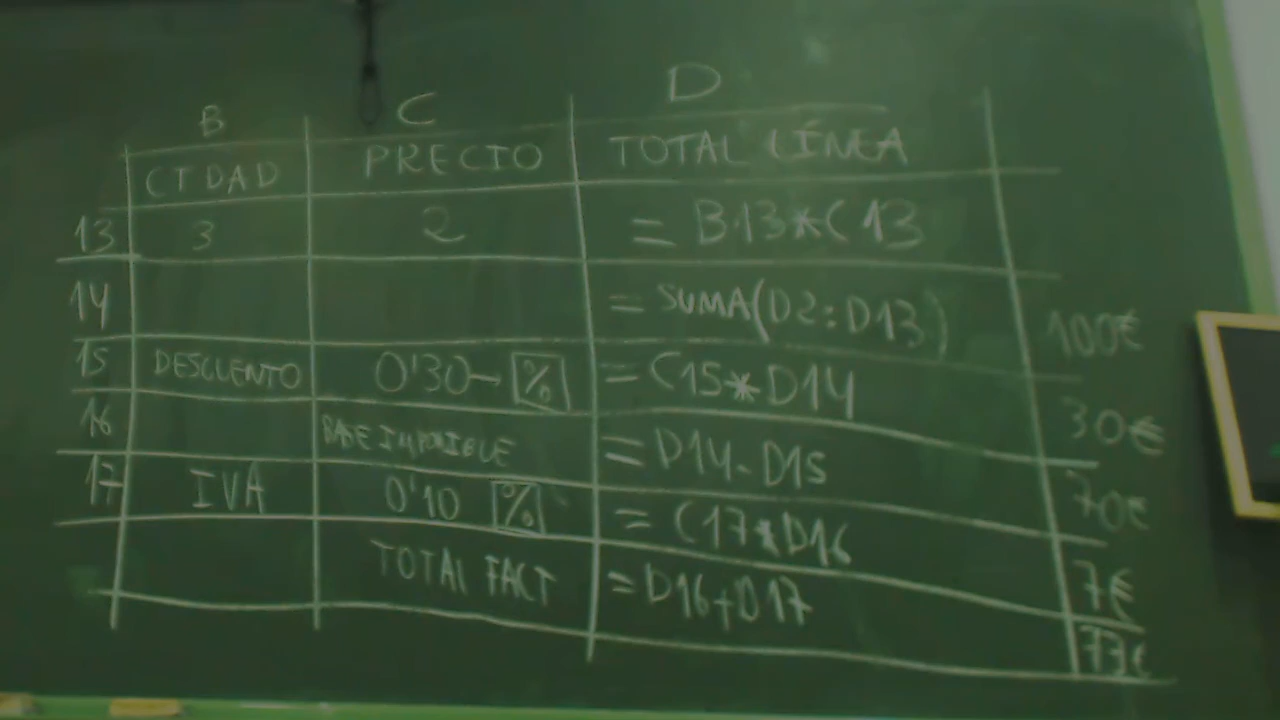 B C D
CTDAD PRECIO TOTAL LÍNEA
13 3 2 = B13*C13
14 = SUMA(D2:D13) 100€
15 DESCUENTO 0'30 % = C15*D14 30€
16 BASE IMPONIBLE = D14-D15 70€
17 IVA 0'10 % = C17*D16 7€
TOTAL FACT = D16+D17 77€